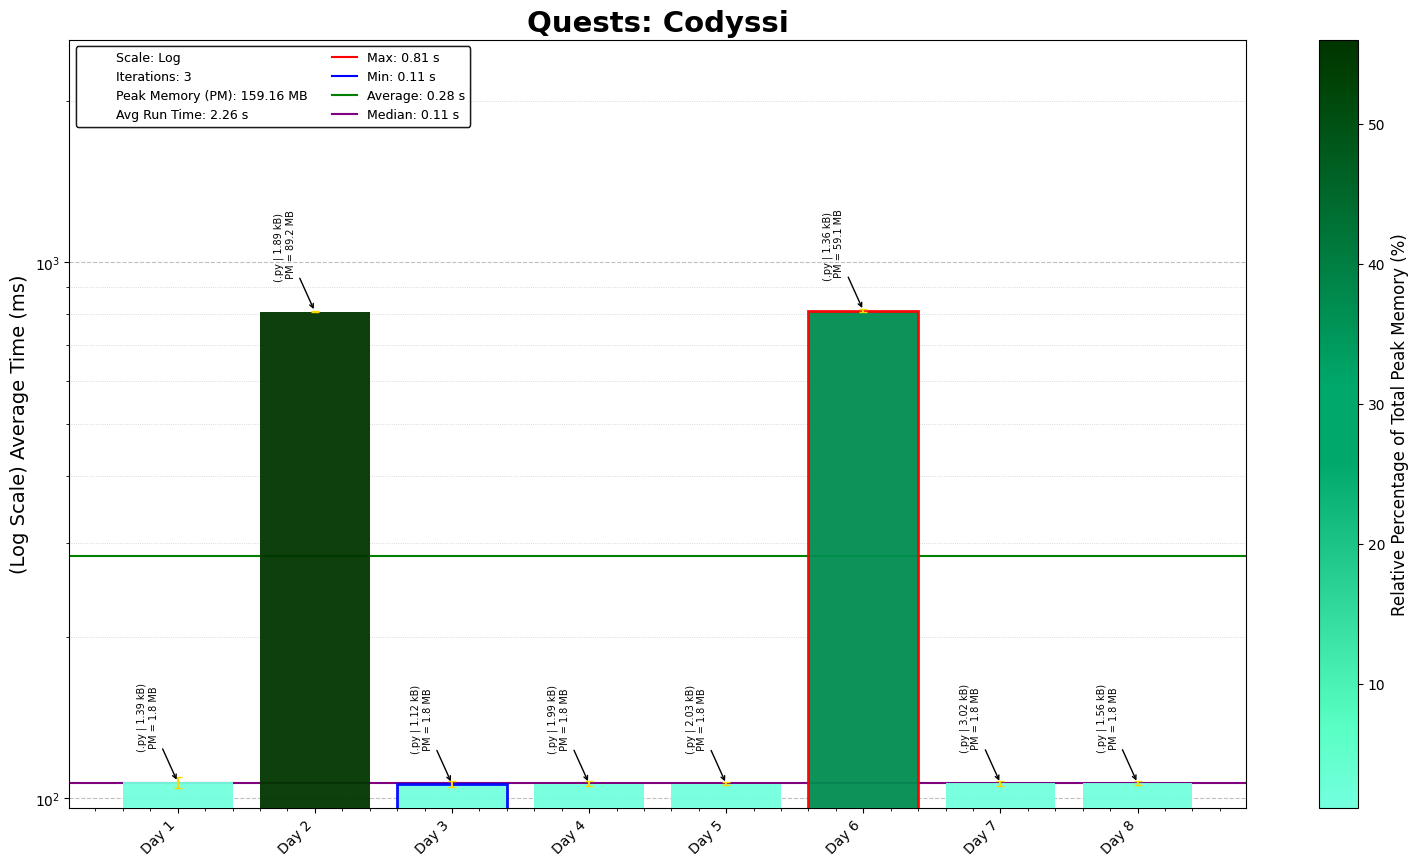 Quests: Codyssi
Scale: Log
Iterations: 3
Peak Memory (PM): 159.16 MB
Avg Run Time: 2.26 s
Max: 0.81 s
Min: 0.11 s
Average: 0.28 s
Median: 0.11 s
(Log Scale) Average Time (ms)
10³
10²
(.py | 1.39 kB)
PM = 1.8 MB
(.py | 1.89 kB)
PM = 89.2 MB
(.py | 1.12 kB)
PM = 1.8 MB
(.py | 1.99 kB)
PM = 1.8 MB
(.py | 2.03 kB)
PM = 1.8 MB
(.py | 1.36 kB)
PM = 59.1 MB
(.py | 3.02 kB)
PM = 1.8 MB
(.py | 1.56 kB)
PM = 1.8 MB
Day 1
Day 2
Day 3
Day 4
Day 5
Day 6
Day 7
Day 8
50
40
30
20
10
Relative Percentage of Total Peak Memory (%)